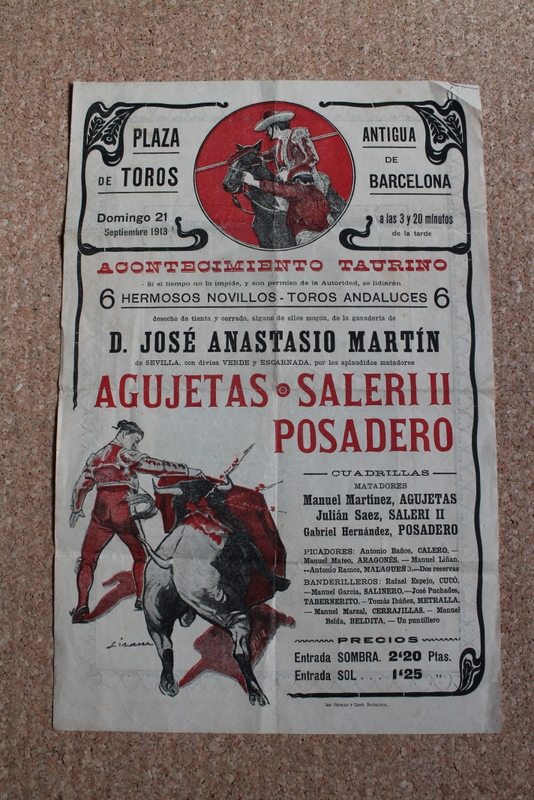 PLAZA
DE TOROS
Domingo 21
Septiembre 1913
ANTIGUA
DE
BARCELONA
a las 3 y 20 minutos
de la tarde
ACONTECIMIENTO TAURINO
Si el tiempo no lo impide, y con permiso de la Autoridad, se lidiarán
6 HERMOSOS NOVILLOS - TOROS ANDALUCES 6
desecho de tienta y cerrado, alguno de ellos mogón, de la ganadería de
D. JOSÉ ANASTASIO MARTÍN
de SEVILLA, con divisa VERDE y ENCARNADA, por los aplaudidos matadores
AGUJETAS SALERI II
POSADERO
CUADRILLAS
MATADORES
Manuel Martinez, AGUJETAS
Julián Saez, SALERI II
Gabriel Hernández, POSADERO
PICADORES: Antonio Baños, CALERO. —
Manuel Mateo, ARAGONÉS. — Manuel Liñan.
—Antonio Ramos, MALAGUEÑO.—Dos reservas
BANDERILLEROS: Rafael Espejo, CUCÓ.
— Manuel García, SALINERO.—José Puchades,
TABERNERITO. — Tomás Ibáñez, METRALLA.
— Manuel Marzal, CERRAJILLAS. — Manuel
Belda, BELDITA. — Un puntillero
PRECIOS
Entrada SOMBRA. 2'20 Ptas.
Entrada SOL . . . 1'25 "